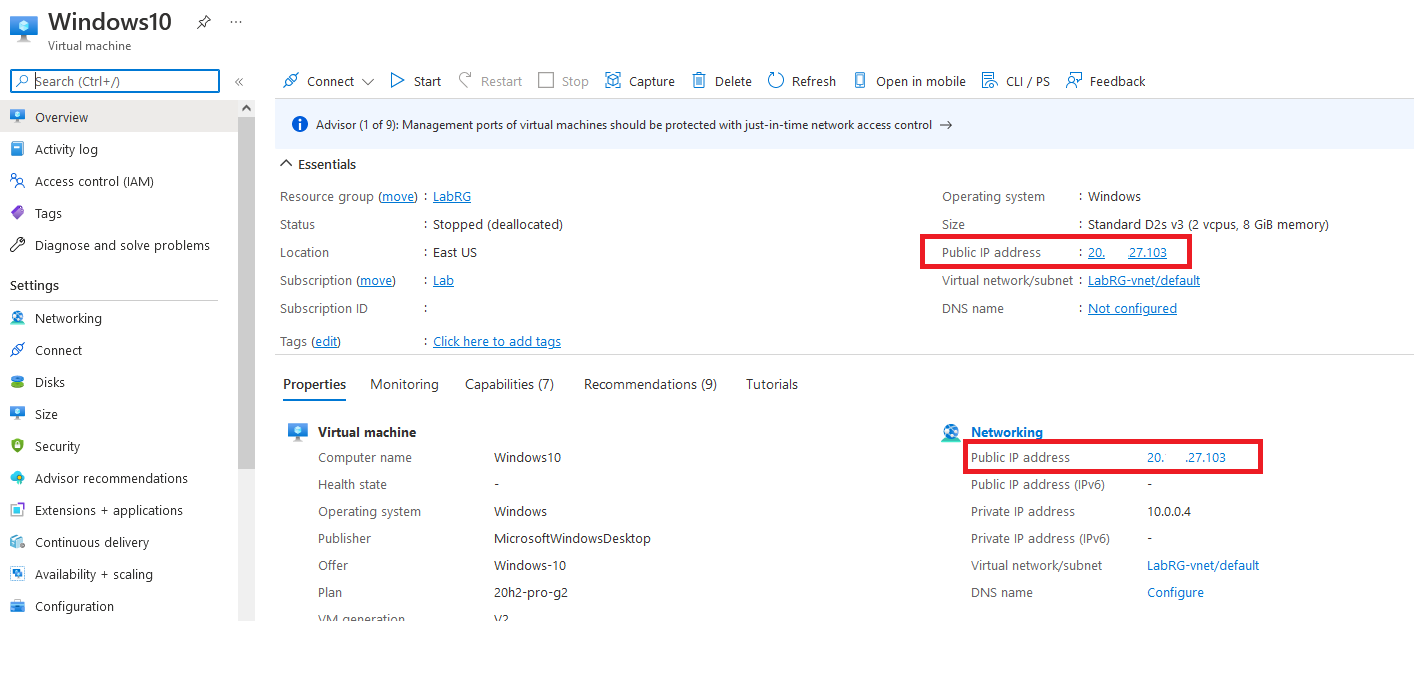 Windows10
Virtual machine
Search (Ctrl+/)
Overview
Activity log
Access control (IAM)
Tags
Diagnose and solve problems
Settings
Networking
Connect
Disks
Size
Security
Advisor recommendations
Extensions + applications
Continuous delivery
Availability + scaling
Configuration
Connect Start Restart Stop Capture Delete Refresh Open in mobile CLI / PS Feedback
Advisor (1 of 9): Management ports of virtual machines should be protected with just-in-time network access control →
Essentials
Resource group (move) : LabRG
Status : Stopped (deallocated)
Location : East US
Subscription (move) : Lab
Subscription ID :
Tags (edit) : Click here to add tags
Operating system : Windows
Size : Standard D2s v3 (2 vcpus, 8 GiB memory)
Public IP address : 20. 27.103
Virtual network/subnet : LabRG-vnet/default
DNS name : Not configured
Properties Monitoring Capabilities (7) Recommendations (9) Tutorials
Virtual machine
Computer name Windows10
Health state -
Operating system Windows
Publisher MicrosoftWindowsDesktop
Offer Windows-10
Plan 20h2-pro-g2
VM generation V2
Networking
Public IP address 20. .27.103
Public IP address (IPv6) -
Private IP address 10.0.0.4
Private IP address (IPv6) -
Virtual network/subnet LabRG-vnet/default
DNS name Configure